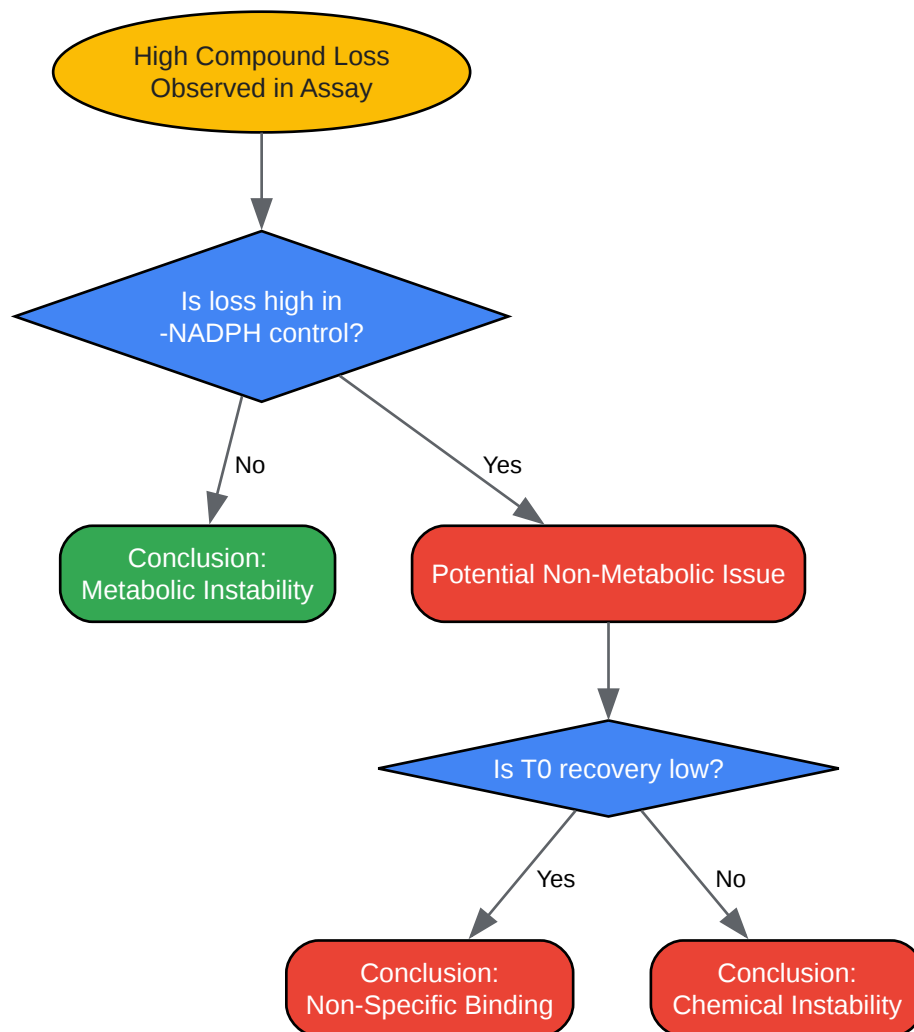 High Compound Loss
Observed in Assay
Is loss high in
-NADPH control?
No
Yes
Conclusion:
Metabolic Instability
Potential Non-Metabolic Issue
Is T0 recovery low?
Yes
No
Conclusion:
Non-Specific Binding
Conclusion:
Chemical Instability